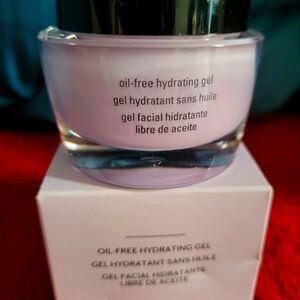 oil-free hydrating gel
gel hydratant sans huile
gel facial hidratante
libre de aceite
OIL-FREE HYDRATING GEL
GEL HYDRATANT SANS HUILE
GEL FACIAL HIDRATANTE
LIBRE DE ACEITE